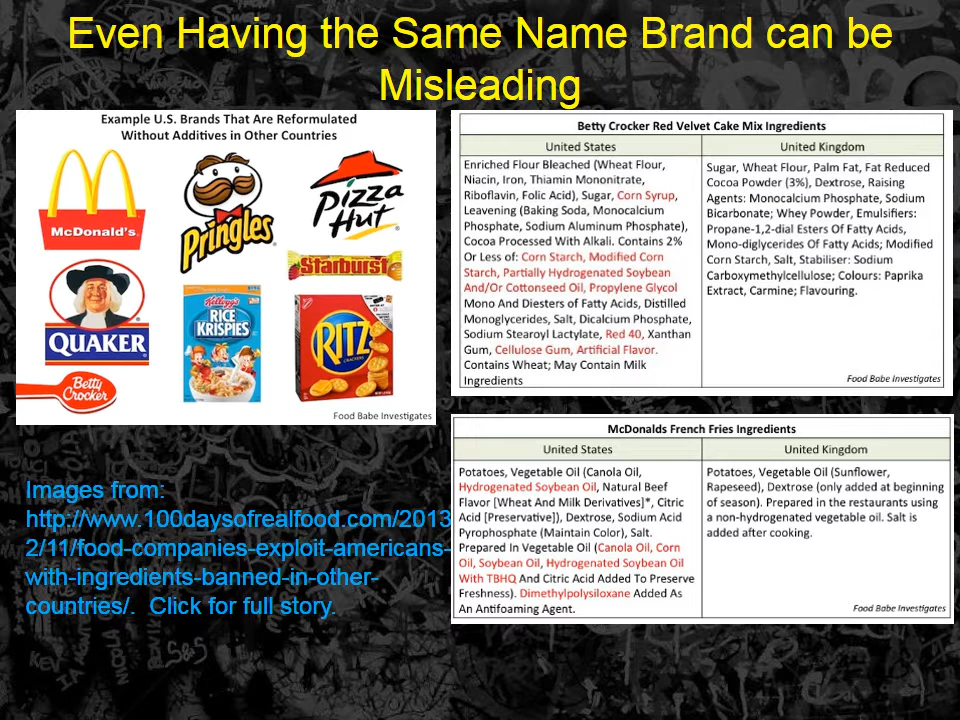 Even Having the Same Name Brand can be
Misleading
Example U.S. Brands That Are Reformulated
Without Additives in Other Countries
McDonald's
Pringles
Pizza
Hut
Starburst
QUAKER
Kellogg's
RICE
KRISPIES
RITZ
CRACKERS
Betty
Crocker
Food Babe Investigates
Betty Crocker Red Velvet Cake Mix Ingredients
United States
United Kingdom
Enriched Flour Bleached (Wheat Flour,
Niacin, Iron, Thiamin Mononitrate,
Riboflavin, Folic Acid), Sugar, Corn Syrup,
Leavening (Baking Soda, Monocalcium
Phosphate, Sodium Aluminum Phosphate),
Cocoa Processed With Alkali. Contains 2%
Or Less of: Corn Starch, Modified Corn
Starch, Partially Hydrogenated Soybean
And/Or Cottonseed Oil, Propylene Glycol
Mono And Diesters of Fatty Acids, Distilled
Monoglycerides, Salt, Dicalcium Phosphate,
Sodium Stearoyl Lactylate, Red 40, Xanthan
Gum, Cellulose Gum, Artificial Flavor.
Contains Wheat; May Contain Milk
Ingredients
Sugar, Wheat Flour, Palm Fat, Fat Reduced
Cocoa Powder (3%), Dextrose, Raising
Agents: Monocalcium Phosphate, Sodium
Bicarbonate; Whey Powder, Emulsifiers:
Propane-1,2-dial Esters Of Fatty Acids,
Mono-diglycerides Of Fatty Acids; Modified
Corn Starch, Salt, Stabiliser: Sodium
Carboxymethylcellulose; Colours: Paprika
Extract, Carmine; Flavouring.
Food Babe Investigates
McDonalds French Fries Ingredients
United States
United Kingdom
Potatoes, Vegetable Oil (Canola Oil,
Hydrogenated Soybean Oil, Natural Beef
Flavor [Wheat And Milk Derivatives]*, Citric
Acid [Preservative]), Dextrose, Sodium Acid
Pyrophosphate (Maintain Color), Salt.
Prepared In Vegetable Oil (Canola Oil, Corn
Oil, Soybean Oil, Hydrogenated Soybean Oil
With TBHQ And Citric Acid Added To Preserve
Freshness). Dimethylpolysiloxane Added As
An Antifoaming Agent.
Potatoes, Vegetable Oil (Sunflower,
Rapeseed), Dextrose (only added at beginning
of season). Prepared in the restaurants using
a non-hydrogenated vegetable oil. Salt is
added after cooking.
Food Babe Investigates
Images from:
http://www.100daysofrealfood.com/2013
2/11/food-companies-exploit-americans-
with-ingredients-banned-in-other-
countries/. Click for full story.